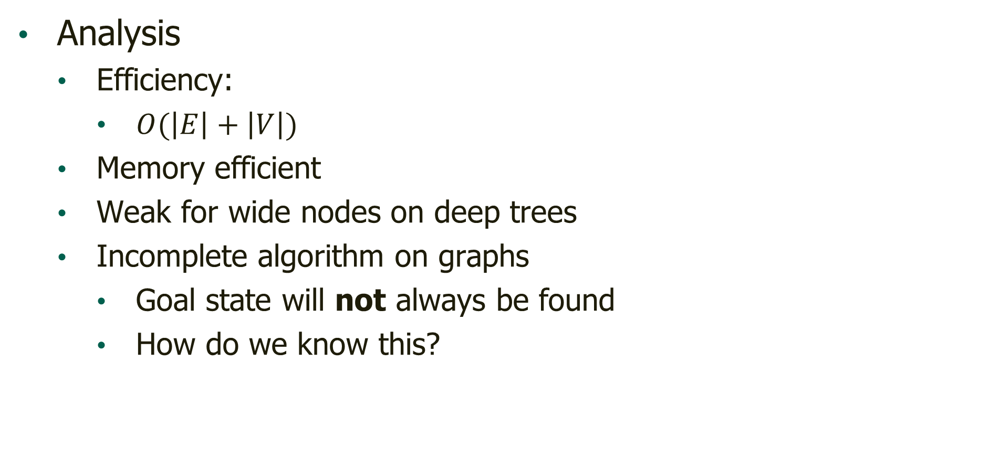 • Analysis
• Efficiency:
• O(|E| + |V|)
• Memory efficient
• Weak for wide nodes on deep trees
• Incomplete algorithm on graphs
• Goal state will not always be found
• How do we know this?